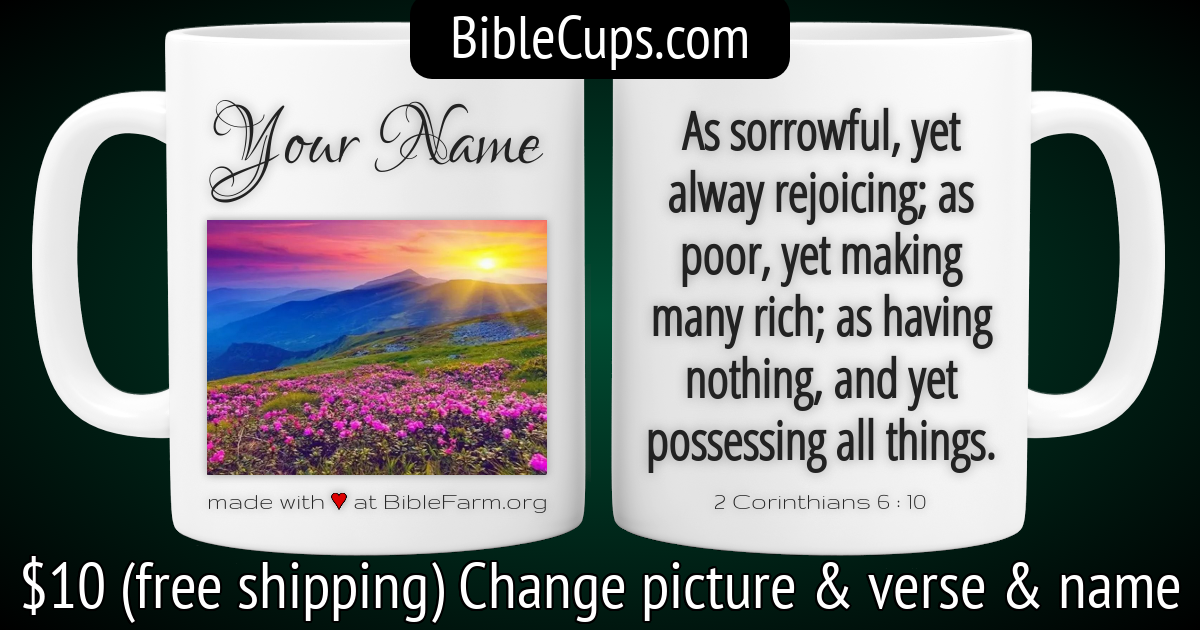 BibleCups.com
Your Name
made with ♥ at BibleFarm.org
As sorrowful, yet
alway rejoicing; as
poor, yet making
many rich; as having
nothing, and yet
possessing all things.
2 Corinthians 6 : 10
$10 (free shipping) Change picture & verse & name